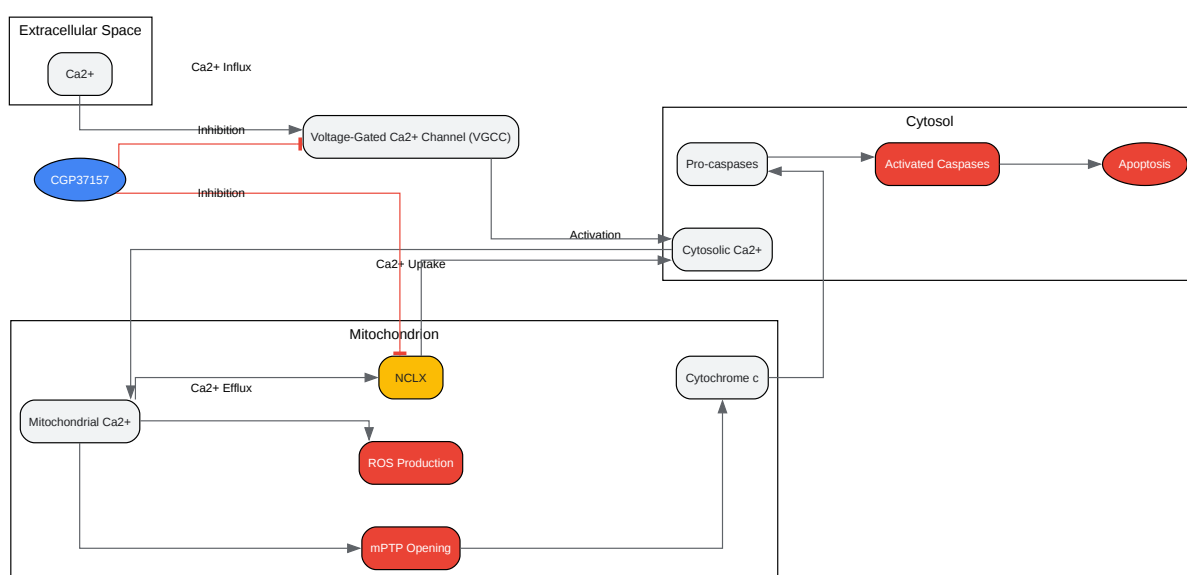 Extracellular Space
Ca2+
Ca2+ Influx
Inhibition
Voltage-Gated Ca2+ Channel (VGCC)
CGP37157
Inhibition
Cytosol
Pro-caspases
Activated Caspases
Apoptosis
Activation
Cytosolic Ca2+
Ca2+ Uptake
Mitochondrion
NCLX
Cytochrome c
Ca2+ Efflux
Mitochondrial Ca2+
ROS Production
mPTP Opening